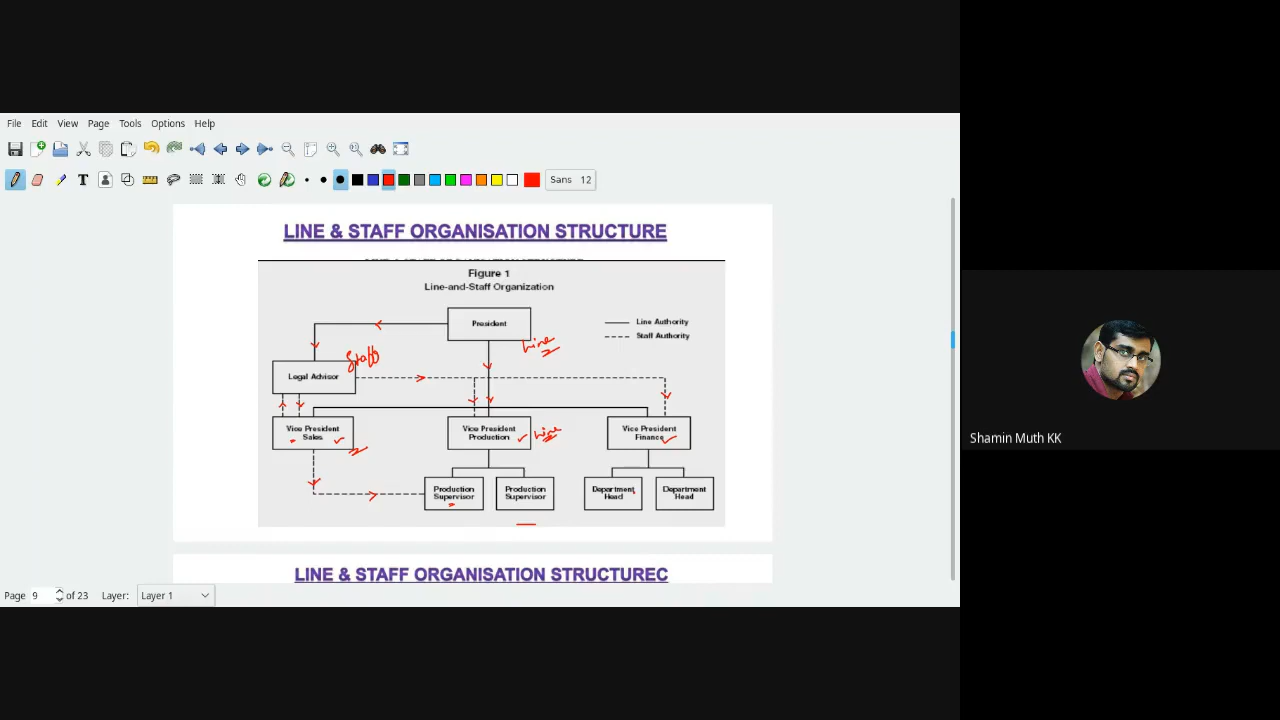 File Edit View Page Tools Options Help
T Sans 12
LINE & STAFF ORGANISATION STRUCTURE
Figure 1
Line-and-Staff Organization
President
Line Authority
Staff Authority
Line
Staff
Legal Advisor
Vice President
Sales
Vice President
Production
Line
Vice President
Finance
Production
Supervisor
Production
Supervisor
Department
Head
Department
Head
LINE & STAFF ORGANISATION STRUCTUREC
Page 9 of 23 Layer: Layer 1
Shamin Muth KK